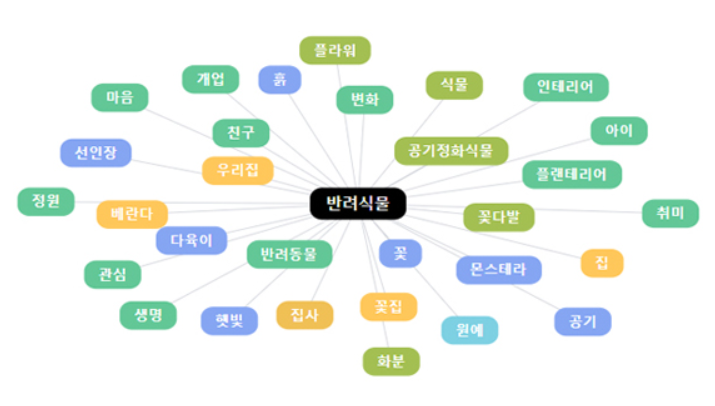 플라워
개업
흙
식물
인테리어
마음
변화
친구
아이
선인장
공기정화식물
우리집
플랜테리어
정원
반려식물
베란다
꽃다발
취미
다육이
반려동물
꽃
관심
몬스테라
집
생명
햇빛
집사
꽃집
원예
공기
화분